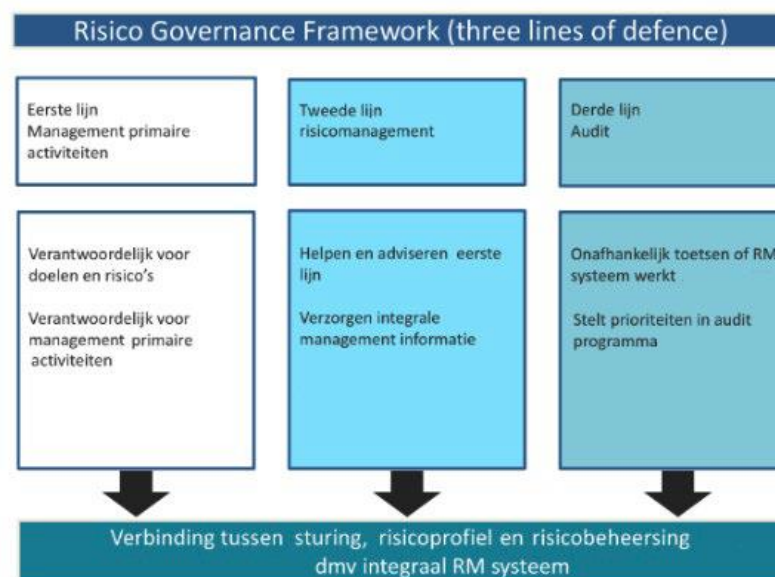 Risico Governance Framework (three lines of defence)
Eerste lijn
Management primaire
activiteiten
Tweede lijn
risicomanagement
Derde lijn
Audit
Verantwoordelijk voor
doelen en risico's
Verantwoordelijk voor
management primaire
activiteiten
Helpen en adviseren eerste
lijn
Verzorgen integrale
management informatie
Onafhankelijk toetsen of RM
systeem werkt
Stelt prioriteiten in audit
programma
Verbinding tussen sturing, risicoprofiel en risicobeheersing
dmv integraal RM systeem